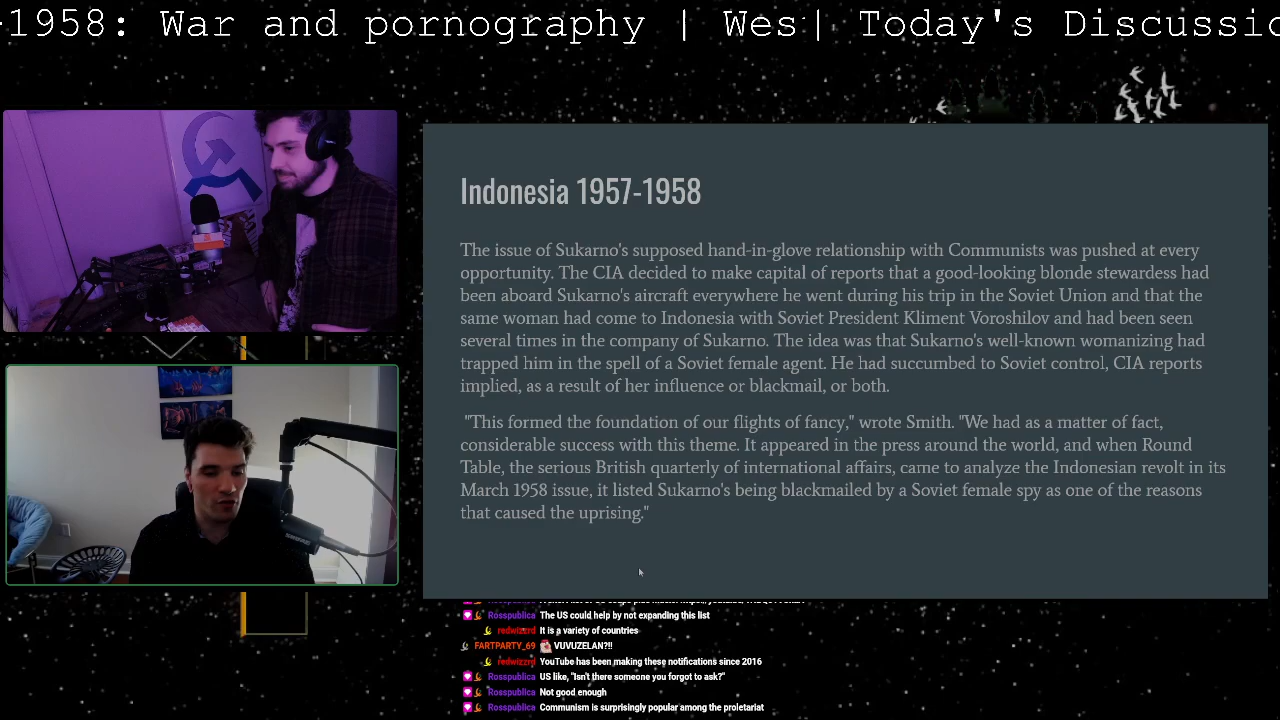 -1958: War and pornography | Wes| Today's Discussio
Indonesia 1957-1958
The issue of Sukarno's supposed hand-in-glove relationship with Communists was pushed at every
opportunity. The CIA decided to make capital of reports that a good-looking blonde stewardess had
been aboard Sukarno's aircraft everywhere he went during his trip in the Soviet Union and that the
same woman had come to Indonesia with Soviet President Kliment Voroshilov and had been seen
several times in the company of Sukarno. The idea was that Sukarno's well-known womanizing had
trapped him in the spell of a Soviet female agent. He had succumbed to Soviet control, CIA reports
implied, as a result of her influence or blackmail, or both.
"This formed the foundation of our flights of fancy," wrote Smith. "We had as a matter of fact,
considerable success with this theme. It appeared in the press around the world, and when Round
Table, the serious British quarterly of international affairs, came to analyze the Indonesian revolt in its
March 1958 issue, it listed Sukarno's being blackmailed by a Soviet female spy as one of the reasons
that caused the uprising."
Rosspublica The US could help by not expanding this list
redwizzrd It is a variety of countries
FARTPARTY_69 VUVUZELAN?!!
redwizzrd YouTube has been making these notifications since 2016
Rosspublica US like, "Isn't there someone you forgot to ask?"
Rosspublica Not good enough
Rosspublica Communism is surprisingly popular among the proletariat